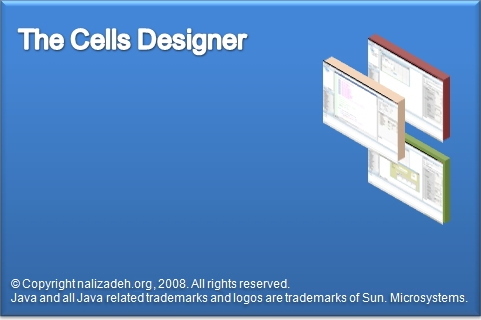 The Cells Designer
© Copyright nalizadeh.org, 2008. All rights reserved.
Java and all Java related trademarks and logos are trademarks of Sun. Microsystems.